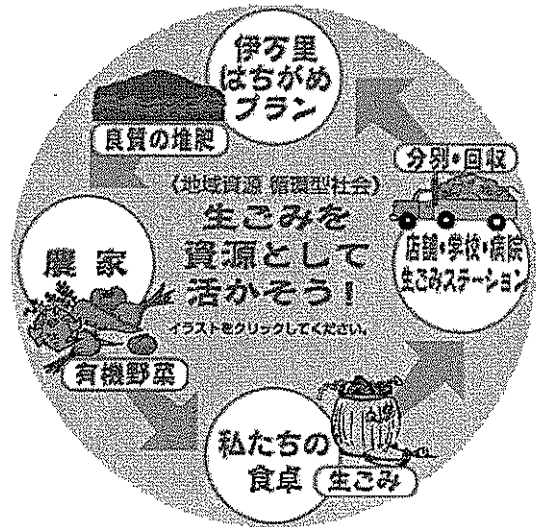 伊万里
はちがめ
プラン
良質の堆肥
分別・回収
〈地域資源 循環型社会〉
生ごみを
資源として
活かそう!
イラストをクリックしてください。
店舗・学校・病院
生ごみステーション
農家
有機野菜
私たちの
食卓
生ごみ